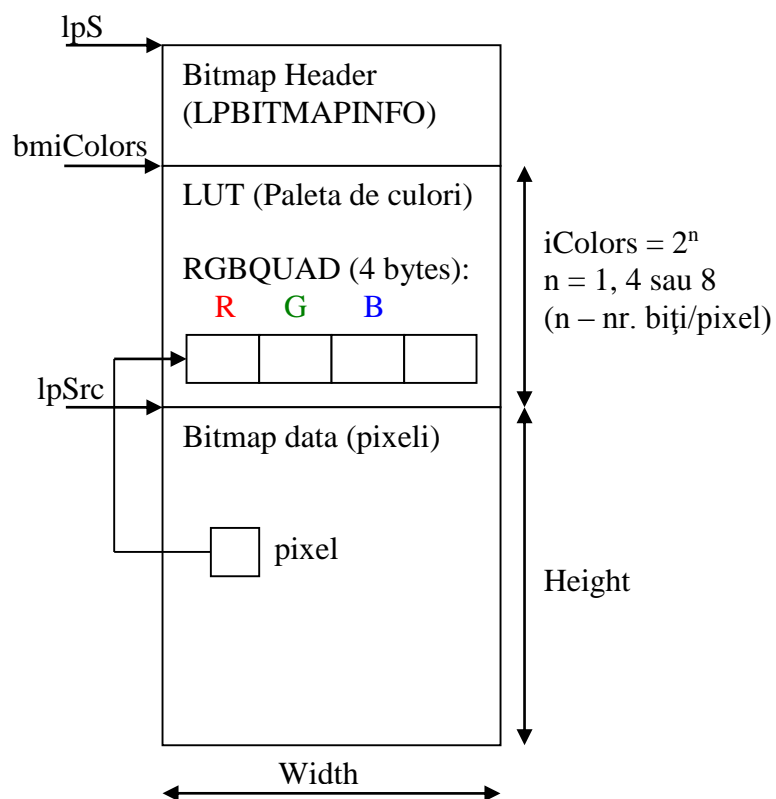 lpS
Bitmap Header
(LPBITMAPINFO)
bmiColors
LUT (Paleta de culori)
RGBQUAD (4 bytes):
R G B
iColors = 2ⁿ
n = 1, 4 sau 8
(n – nr. biţi/pixel)
lpSrc
Bitmap data (pixeli)
pixel
Height
Width